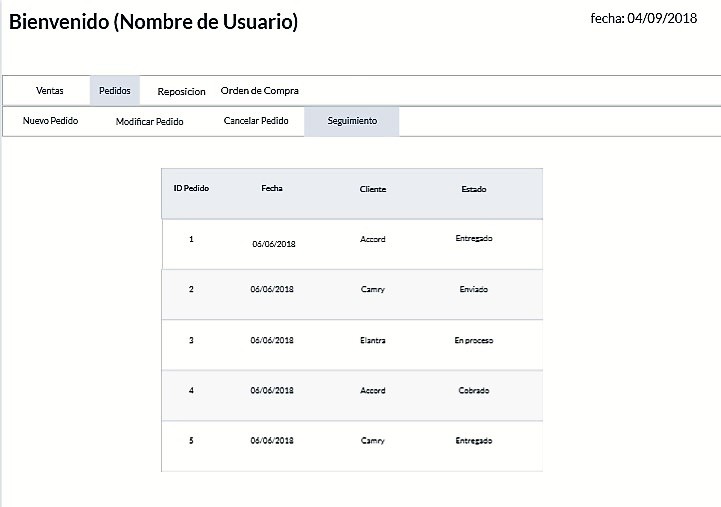 Bienvenido (Nombre de Usuario)
fecha: 04/09/2018
Ventas Pedidos Reposicion Orden de Compra
Nuevo Pedido Modificar Pedido Cancelar Pedido Seguimiento
ID Pedido Fecha Cliente Estado
1 06/06/2018 Accord Entregado
2 06/06/2018 Camry Enviado
3 06/06/2018 Elantra En proceso
4 06/06/2018 Accord Cobrado
5 06/06/2018 Camry Entregado